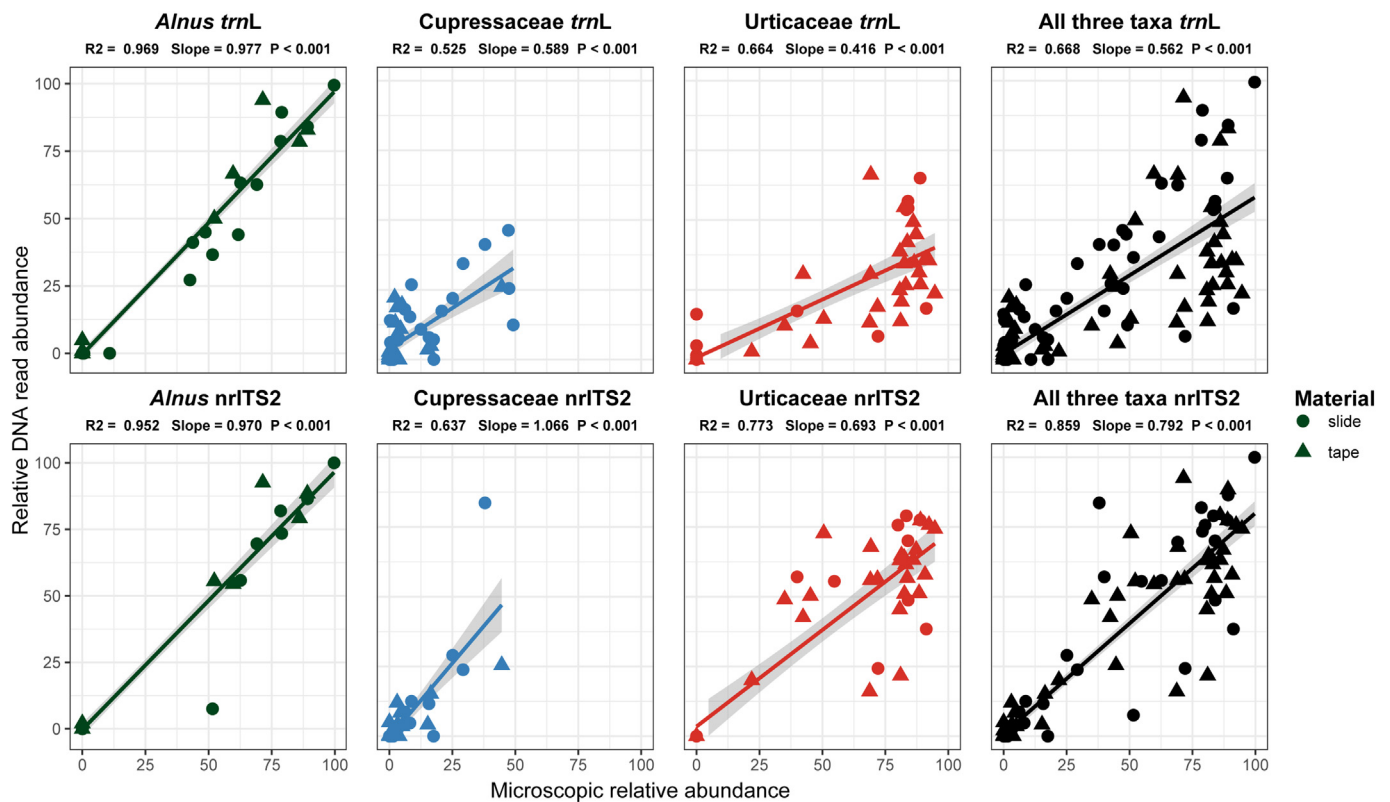 Alnus trnL
R2 = 0.969 Slope = 0.977 P < 0.001
Cupressaceae trnL
R2 = 0.525 Slope = 0.589 P < 0.001
Urticaceae trnL
R2 = 0.664 Slope = 0.416 P < 0.001
All three taxa trnL
R2 = 0.668 Slope = 0.562 P < 0.001
100
75
50
25
0
Relative DNA read abundance
Alnus nrITS2
R2 = 0.952 Slope = 0.970 P < 0.001
Cupressaceae nrITS2
R2 = 0.637 Slope = 1.066 P < 0.001
Urticaceae nrITS2
R2 = 0.773 Slope = 0.693 P < 0.001
All three taxa nrITS2
R2 = 0.859 Slope = 0.792 P < 0.001
Material
slide
tape
100
75
50
25
0
0 25 50 75 100
0 25 50 75 100
0 25 50 75 100
0 25 50 75 100
Microscopic relative abundance